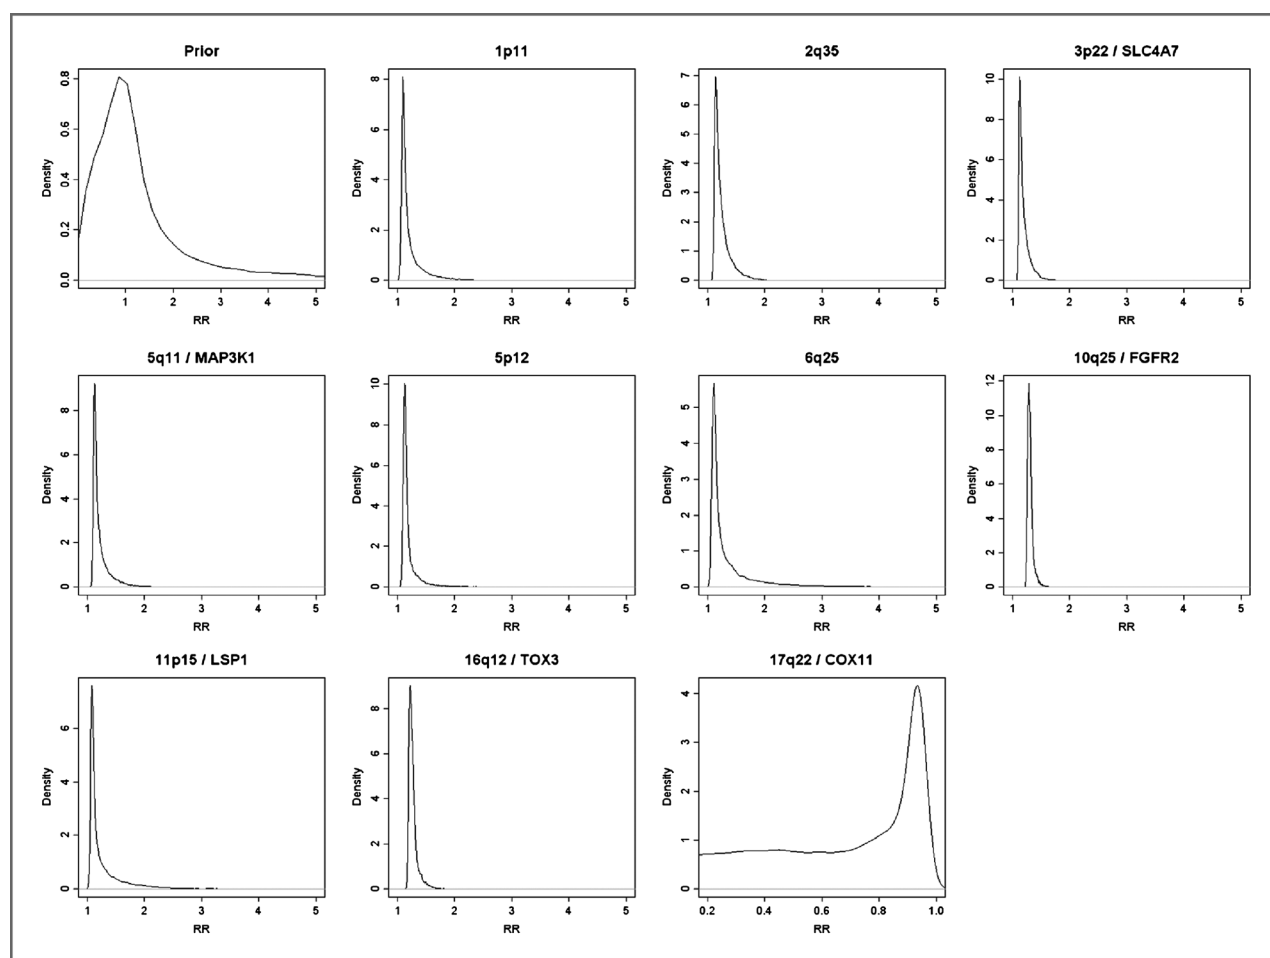 Prior
1p11
2q35
3p22 / SLC4A7
Density
0.0 0.2 0.4 0.6 0.8
1 2 3 4 5
RR
Density
0 2 4 6 8
1 2 3 4 5
RR
Density
0 1 2 3 4 5 6 7
1 2 3 4 5
RR
Density
0 2 4 6 8 10
1 2 3 4 5
RR
5q11 / MAP3K1
5p12
6q25
10q25 / FGFR2
Density
0 2 4 6 8
1 2 3 4 5
RR
Density
0 2 4 6 8 10
1 2 3 4 5
RR
Density
0 1 2 3 4 5
1 2 3 4 5
RR
Density
0 2 4 6 8 10 12
1 2 3 4 5
RR
11p15 / LSP1
16q12 / TOX3
17q22 / COX11
Density
0 2 4 6
1 2 3 4 5
RR
Density
0 2 4 6 8
1 2 3 4 5
RR
Density
0 1 2 3 4
0.2 0.4 0.6 0.8 1.0
RR